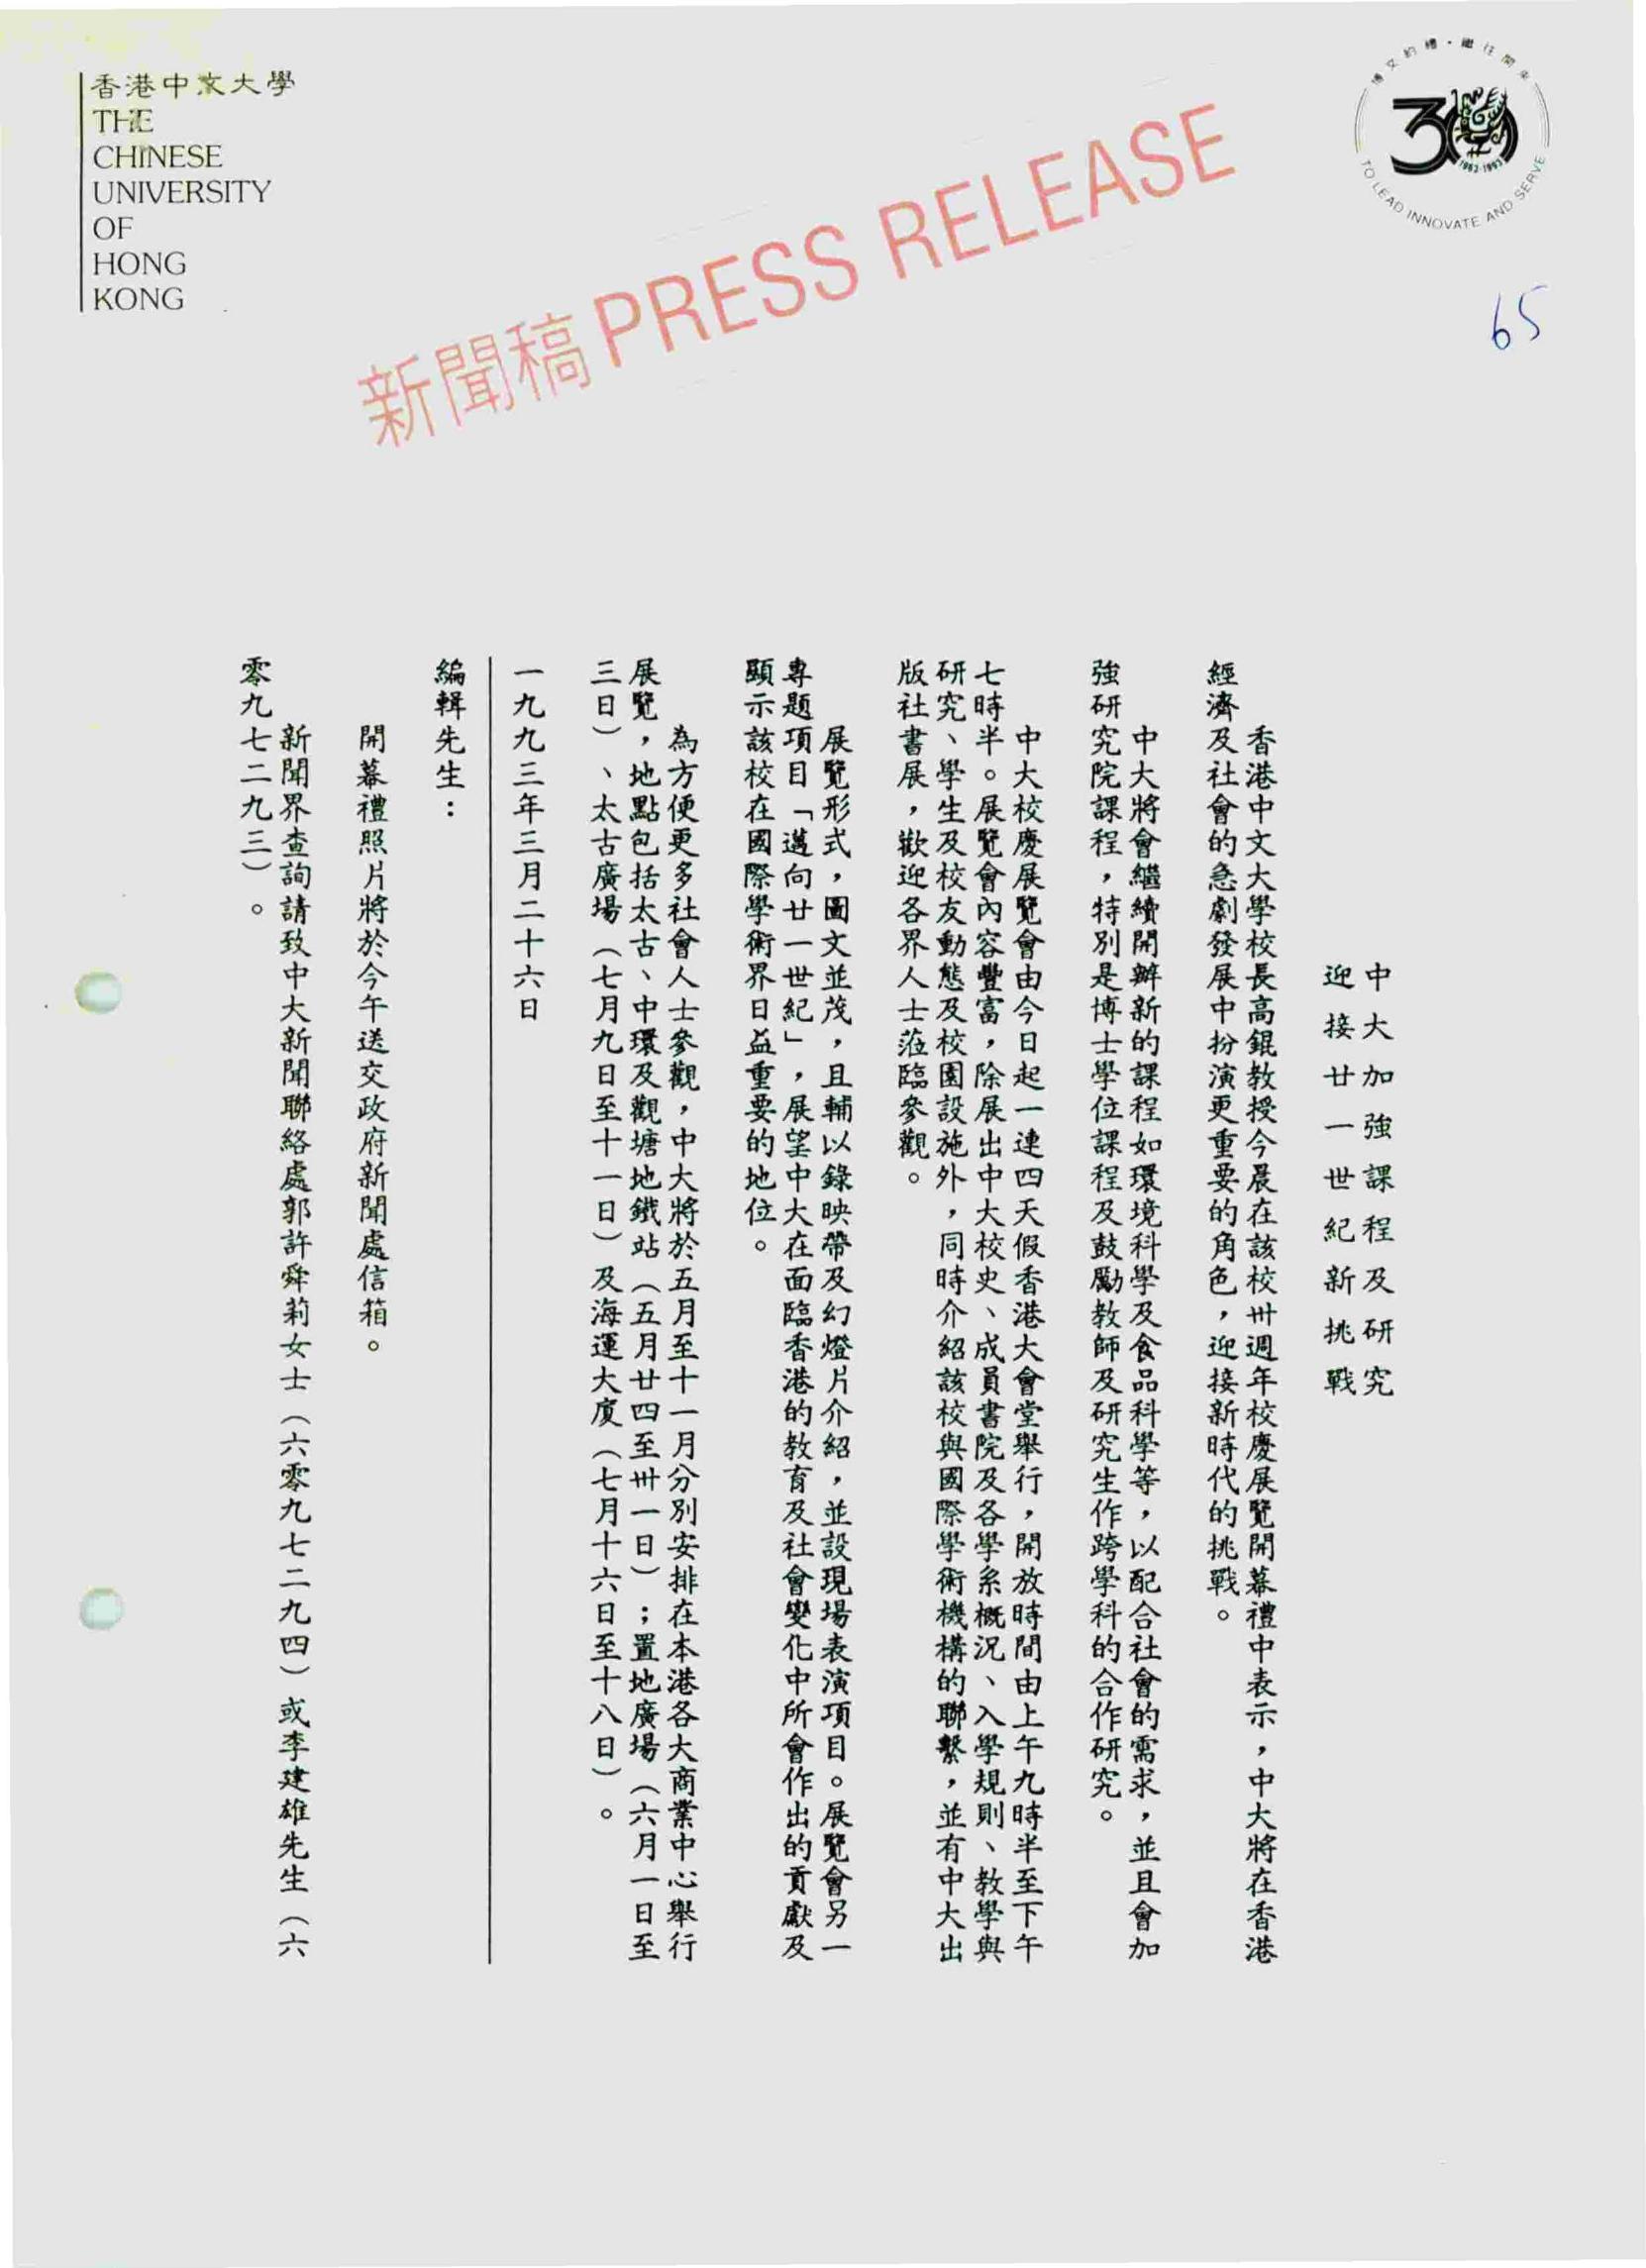 香港中文大學
THE
CHINESE
UNIVERSITY
OF
HONG
KONG
博文約禮·繼往開來
30
1963-1993
TO LEAD INNOVATE AND SERVE
新聞稿 PRESS RELEASE
65
中大加強課程及研究
迎接廿一世紀新挑戰
香港中文大學校長高錕教授今晨在該校卅週年校慶展覽開幕禮中表示，中大將在香港
經濟及社會的急劇發展中扮演更重要的角色，迎接新時代的挑戰。
中大將會繼續開辦新的課程如環境科學及食品科學等，以配合社會的需求，並且會加
強研究院課程，特別是博士學位課程及鼓勵教師及研究生作跨學科的合作研究。
中大校慶展覽會由今日起一連四天假香港大會堂舉行，開放時間由上午九時半至下午
七時半。展覽會內容豐富，除展出中大校史、成員書院及各學系概況、入學規則、教學與
研究、學生及校友動態及校園設施外，同時介紹該校與國際學術機構的聯繫，並有中大出
版社書展，歡迎各界人士蒞臨參觀。
展覽形式，圖文並茂，且輔以錄映帶及幻燈片介紹，並設現場表演項目。展覽會另一
專題項目「邁向廿一世紀」，展望中大在面臨香港的教育及社會變化中所會作出的貢獻及
顯示該校在國際學術界日益重要的地位。
為方便更多社會人士參觀，中大將於五月至十一月分別安排在本港各大商業中心舉行
展覽，地點包括太古、中環及觀塘地鐵站（五月廿四至卅一日）；置地廣場（六月一日至
三日）、太古廣場（七月九日至十一日）及海運大廈（七月十六日至十八日）。
一九九三年三月二十六日
編輯先生：
開幕禮照片將於今午送交政府新聞處信箱。
新聞界查詢請致中大新聞聯絡處郭許舜莉女士（六零九七二九四）或李建雄先生（六
零九七二九三）。